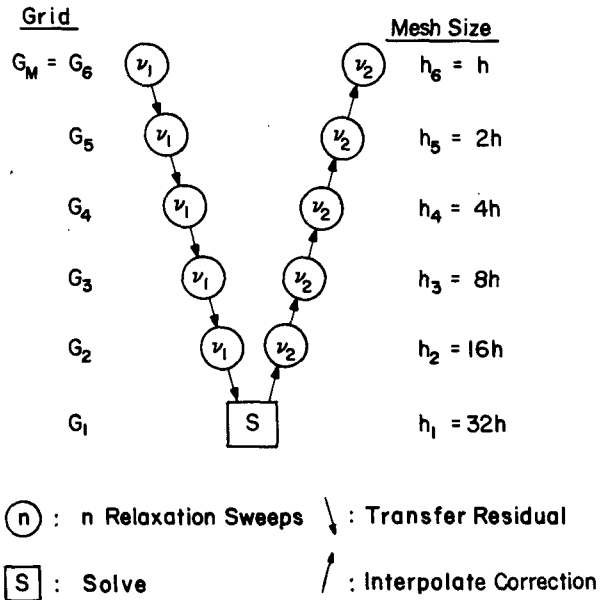 Grid Mesh Size
G_M = G_6 ν_1 ν_2 h_6 = h
G_5 ν_1 ν_2 h_5 = 2h
G_4 ν_1 ν_2 h_4 = 4h
G_3 ν_1 ν_2 h_3 = 8h
G_2 ν_1 ν_2 h_2 = 16h
G_1 S h_1 = 32h
n : n Relaxation Sweeps : Transfer Residual
S : Solve : Interpolate Correction